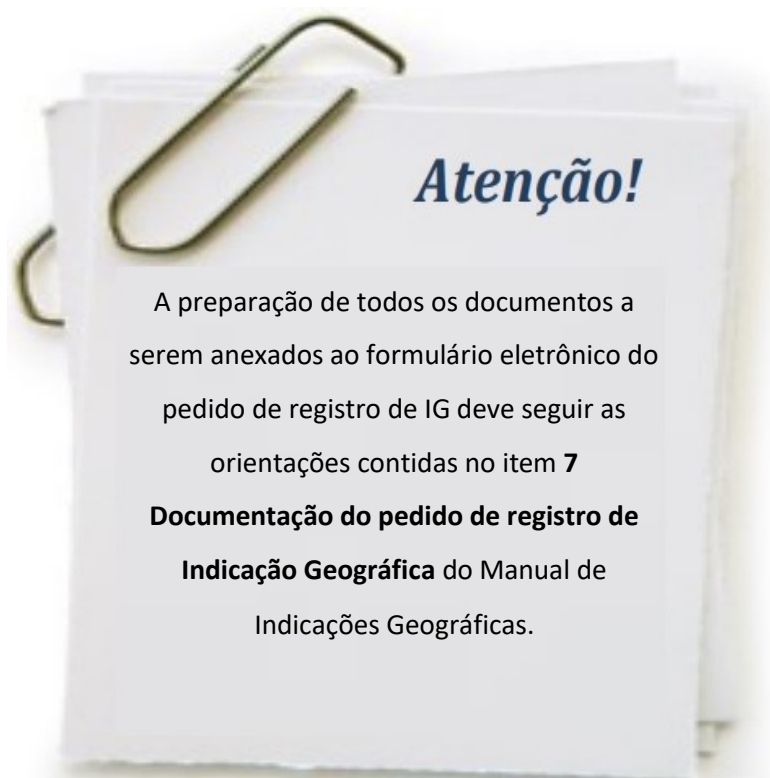 Atenção!
A preparação de todos os documentos a
serem anexados ao formulário eletrônico do
pedido de registro de IG deve seguir as
orientações contidas no item 7
Documentação do pedido de registro de
Indicação Geográfica do Manual de
Indicações Geográficas.